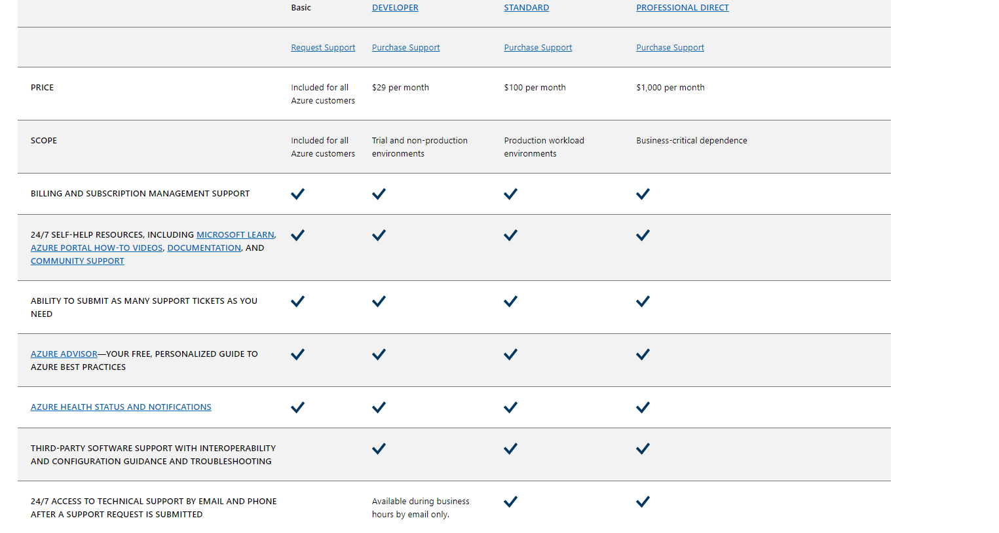 Basic DEVELOPER STANDARD PROFESSIONAL DIRECT
Request Support Purchase Support Purchase Support Purchase Support
PRICE Included for all $29 per month $100 per month $1,000 per month
Azure customers
SCOPE Included for all Trial and non-production Production workload Business-critical dependence
Azure customers environments environments
BILLING AND SUBSCRIPTION MANAGEMENT SUPPORT
24/7 SELF-HELP RESOURCES, INCLUDING MICROSOFT LEARN,
AZURE PORTAL HOW-TO VIDEOS, DOCUMENTATION, AND
COMMUNITY SUPPORT
ABILITY TO SUBMIT AS MANY SUPPORT TICKETS AS YOU
NEED
AZURE ADVISOR—YOUR FREE, PERSONALIZED GUIDE TO
AZURE BEST PRACTICES
AZURE HEALTH STATUS AND NOTIFICATIONS
THIRD-PARTY SOFTWARE SUPPORT WITH INTEROPERABILITY
AND CONFIGURATION GUIDANCE AND TROUBLESHOOTING
24/7 ACCESS TO TECHNICAL SUPPORT BY EMAIL AND PHONE Available during business
AFTER A SUPPORT REQUEST IS SUBMITTED hours by email only.